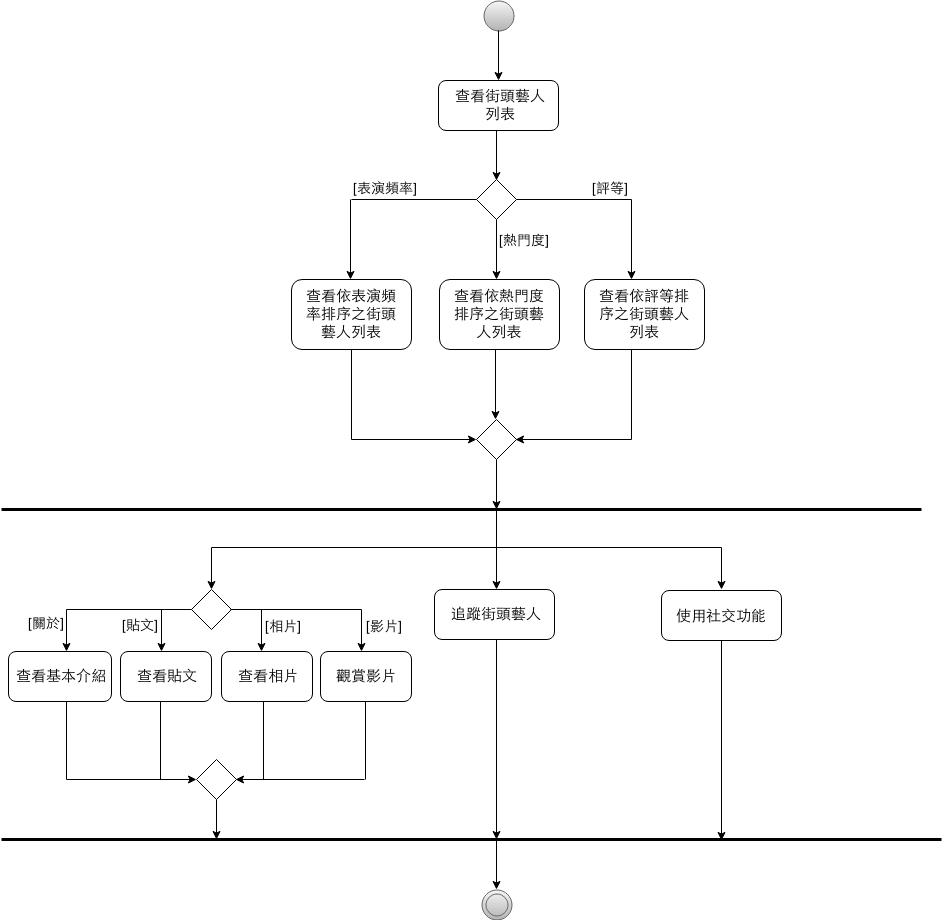 查看街頭藝人
列表
[表演頻率]
[評等]
[熱門度]
查看依表演頻
率排序之街頭
藝人列表
查看依熱門度
排序之街頭藝
人列表
查看依評等排
序之街頭藝人
列表
[關於]
[貼文]
[相片]
[影片]
追蹤街頭藝人
使用社交功能
查看基本介紹
查看貼文
查看相片
觀賞影片